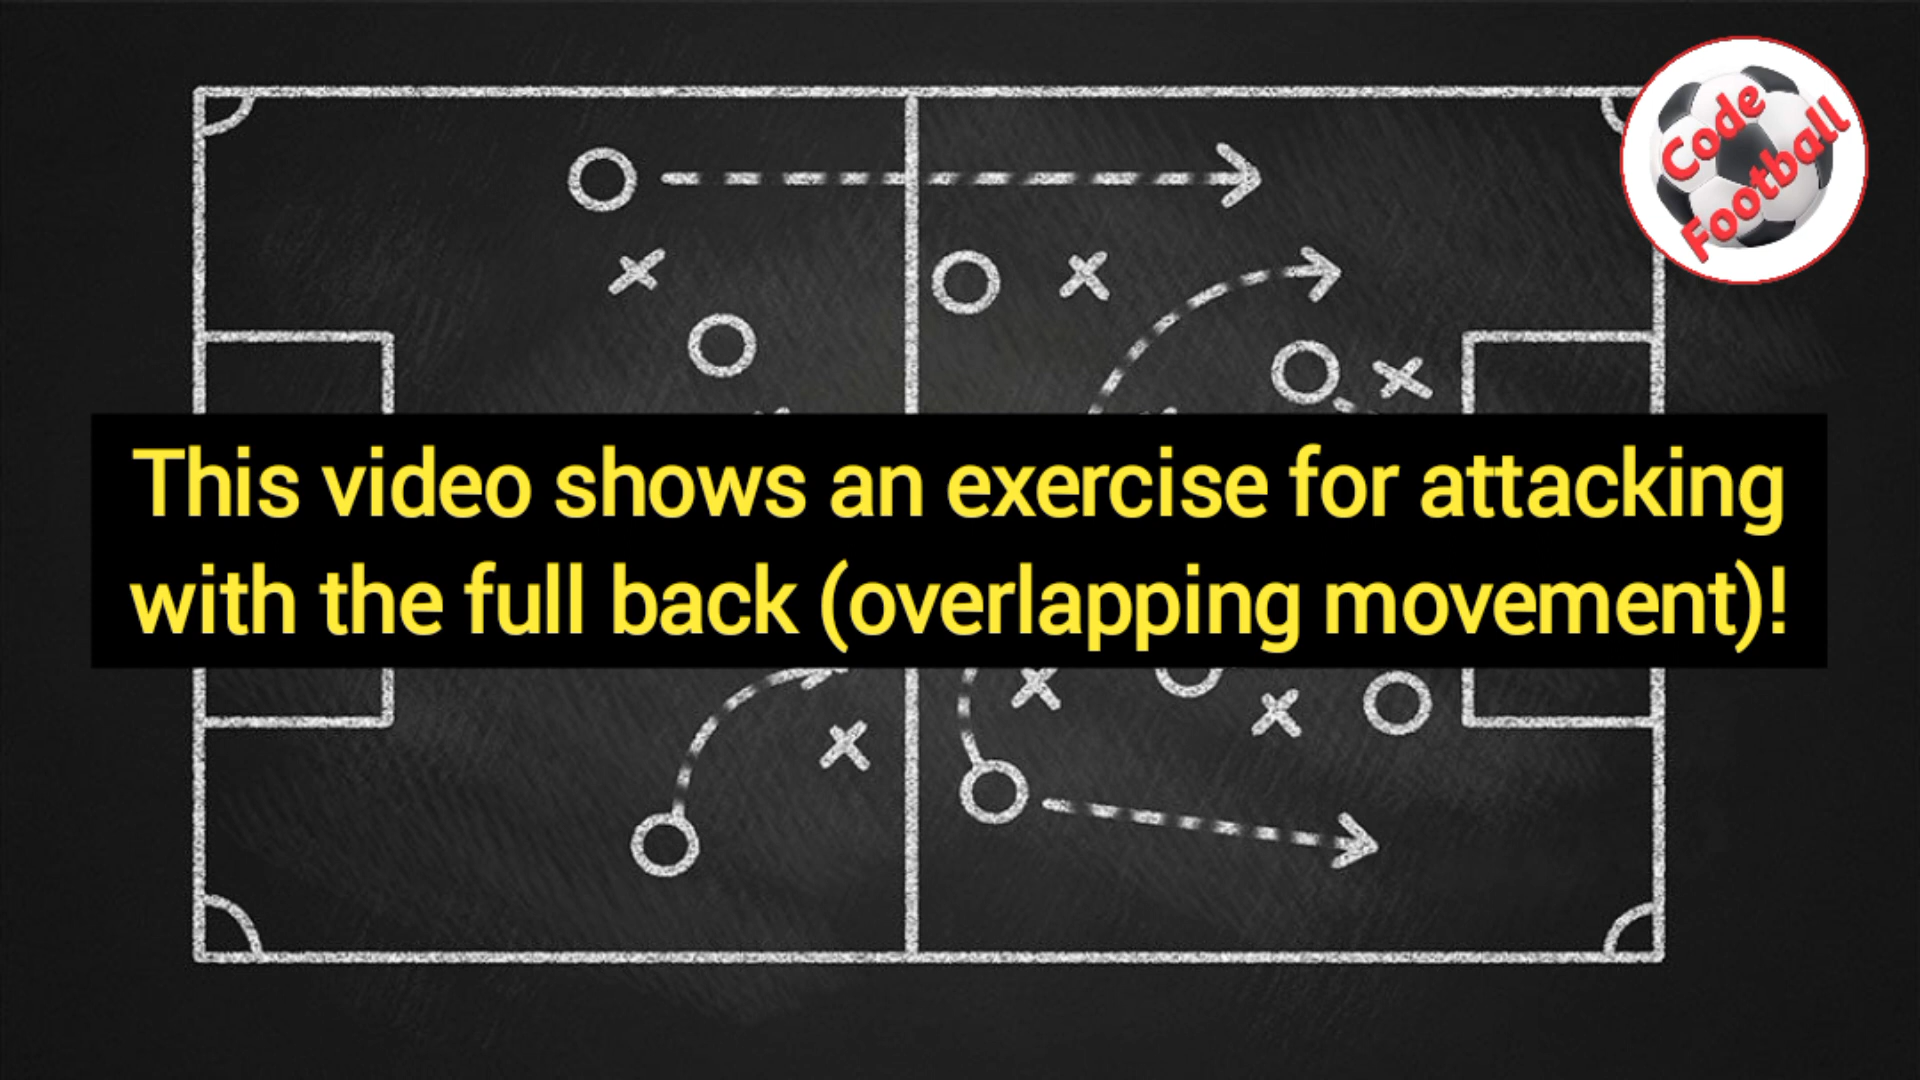 Code
Football
This video shows an exercise for attacking
with the full back (overlapping movement)!